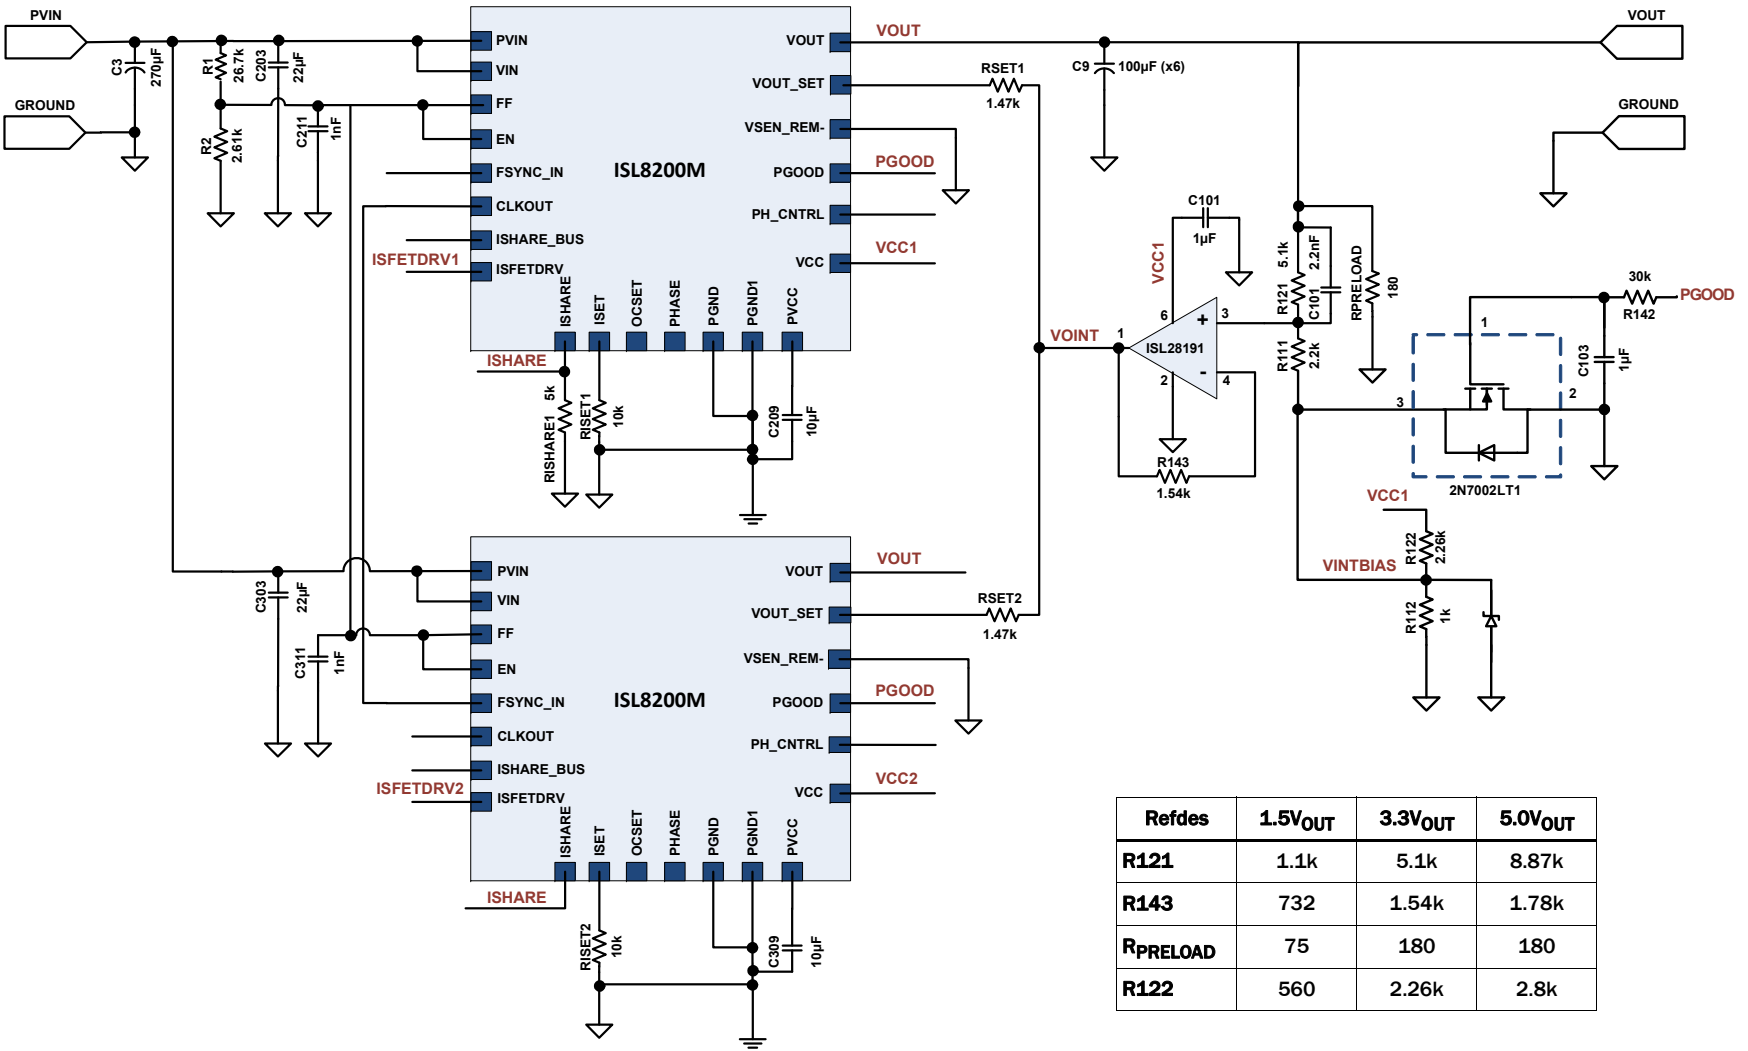 PVIN
GROUND
C3
270µF
R1
26.7k
C203
22µF
R2
2.61k
C211
1nF
PVIN
VIN
FF
EN
FSYNC_IN
CLKOUT
ISHARE_BUS
ISFETDRV
ISFETDRV1
ISL8200M
VOUT
VOUT_SET
VSEN_REM-
PGOOD
PH_CNTRL
VCC
ISHARE
ISET
OCSET
PHASE
PGND
PGND1
PVCC
VOUT
PGOOD
VCC1
RSET1
1.47k
ISHARE
RISHARE1
5k
RISET1
10k
C209
10µF
C9
100µF (x6)
VOUT
GROUND
C101
1µF
VCC1
VOINT
ISL28191
+
-
6
3
1
2
4
R143
1.54k
R121
5.1k
C101
2.2nF
RPRELOAD
180
R111
2.2k
30k
R142
PGOOD
C103
1µF
1
2
3
2N7002LT1
VCC1
R122
2.26k
VINTBIAS
R112
1k
C303
22µF
C311
1nF
PVIN
VIN
FF
EN
FSYNC_IN
CLKOUT
ISHARE_BUS
ISFETDRV
ISFETDRV2
ISL8200M
VOUT
VOUT_SET
VSEN_REM-
PGOOD
PH_CNTRL
VCC
ISHARE
ISET
OCSET
PHASE
PGND
PGND1
PVCC
VOUT
RSET2
1.47k
PGOOD
VCC2
ISHARE
RISET2
10k
C309
10µF
Refdes 1.5VOUT 3.3VOUT 5.0VOUT
R121 1.1k 5.1k 8.87k
R143 732 1.54k 1.78k
RPRELOAD 75 180 180
R122 560 2.26k 2.8k